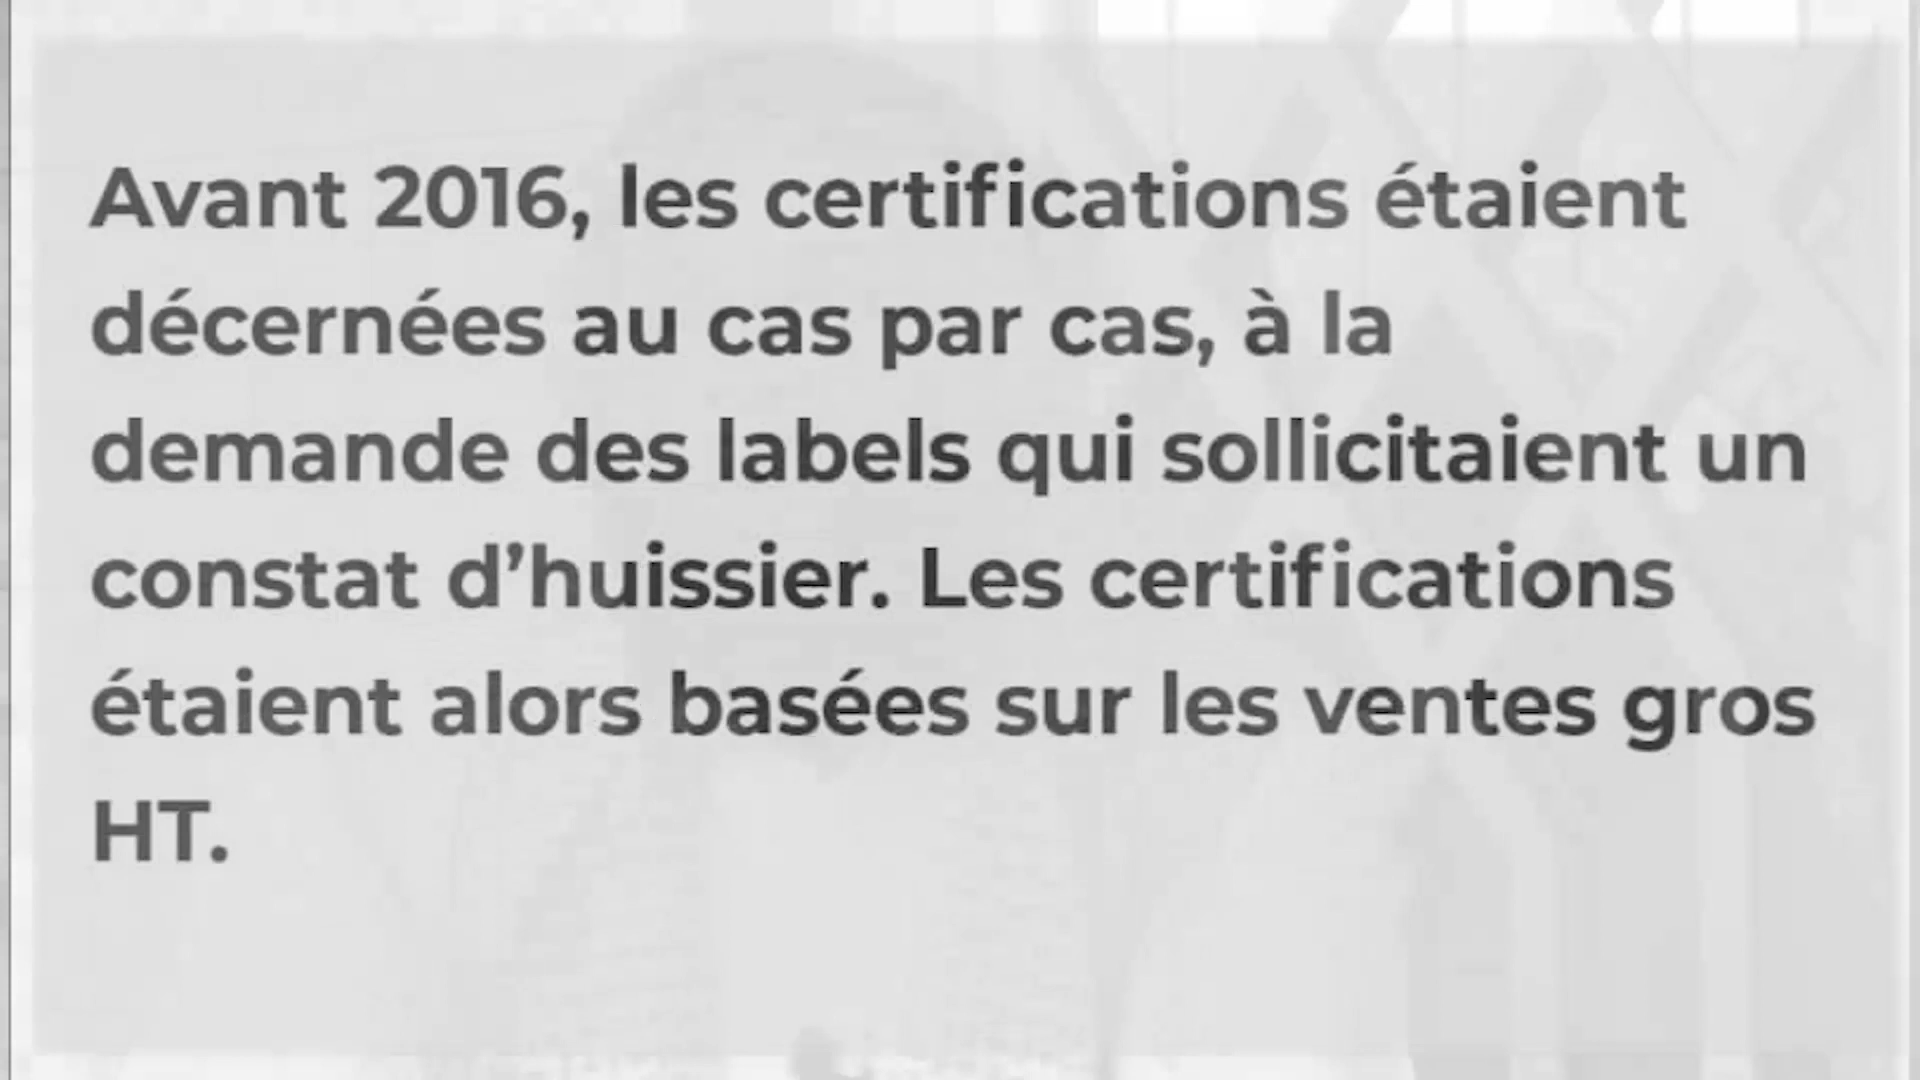 Avant 2016, les certifications étaient
décernées au cas par cas, à la
demande des labels qui sollicitaient un
constat d’huissier. Les certifications
étaient alors basées sur les ventes gros
HT.